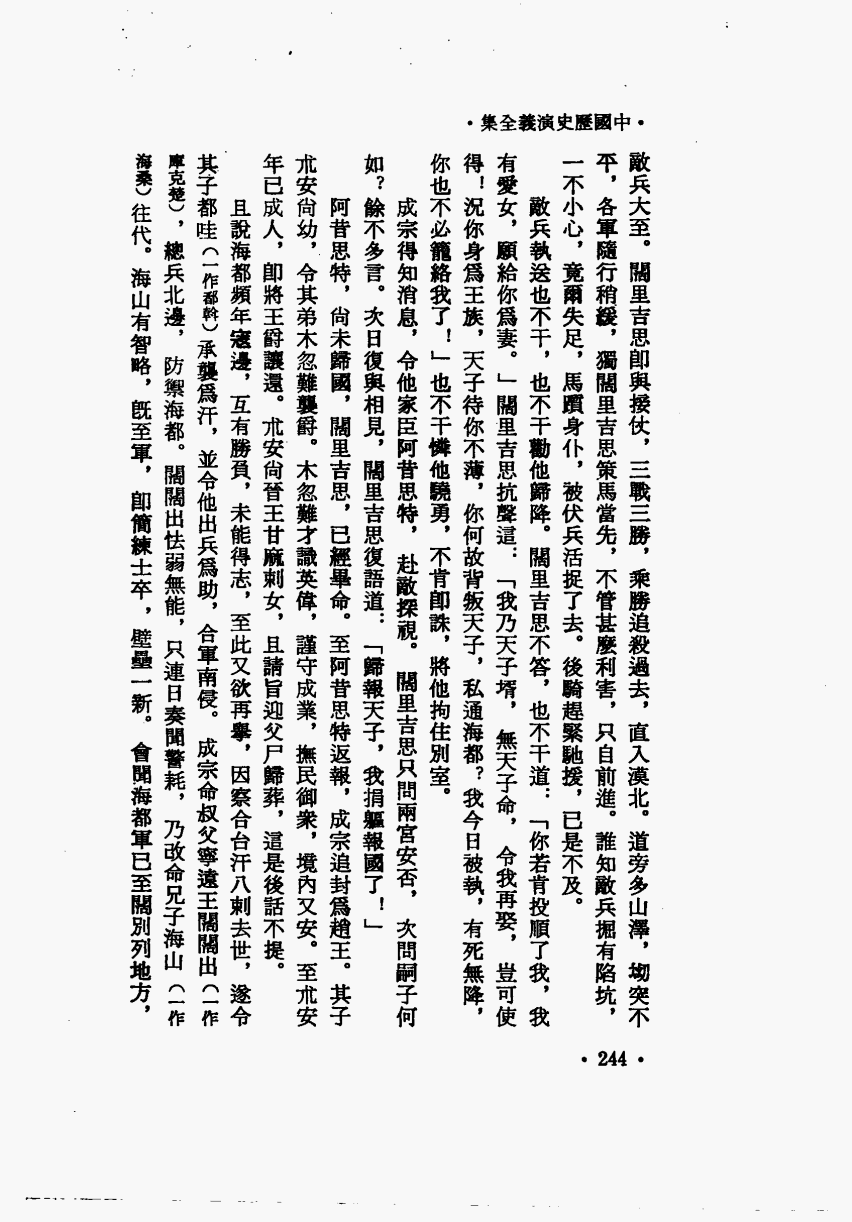 •中國歷史演義全集•
敵兵大至。闊里吉思卽與接仗，三戰三勝，乘勝追殺過去，直入漠北。道旁多山澤，坳突不
平，各軍隨行稍緩，獨闊里吉思策馬當先，不管甚麼利害，只自前進。誰知敵兵掘有陷坑，
一不小心，竟爾失足，馬躓身仆，被伏兵活捉了去。後騎趕緊馳援，已是不及。
敵兵執送也不干，也不干勸他歸降。闊里吉思不答，也不干道：「你若肯投順了我，我
有愛女，願給你爲妻。」闊里吉思抗聲這：「我乃天子壻，無天子命，令我再娶，豈可使
得！況你身爲王族，天子待你不薄，你何故背叛天子，私通海都？我今日被執，有死無降，
你也不必籠絡我了！」也不干憐他驍勇，不肯卽誅，將他拘住別室。
成宗得知消息，令他家臣阿昔思特，赴敵探視。闊里吉思只問兩宮安否，次問嗣子何
如？餘不多言。次日復與相見，闊里吉思復語道：「歸報天子，我捐軀報國了！」
阿昔思特，尙未歸國，闊里吉思，已經畢命。至阿昔思特返報，成宗追封爲趙王。其子
朮安尙幼，令其弟木忽難襲爵。木忽難才識英偉，謹守成業，撫民御衆，境內又安。至朮安
年已成人，卽將王爵讓還。朮安尙晉王甘麻剌女，且請旨迎父尸歸葬，這是後話不提。
且說海都頻年寇邊，互有勝負，未能得志，至此又欲再擧，因察合台汗八剌去世，遂令
其子都哇（一作都斡）承襲爲汗，並令他出兵爲助，合軍南侵。成宗命叔父寧遠王闊闊出（一作
庫克楚），總兵北邊，防禦海都。闊闊出怯弱無能，只連日奏聞警耗，乃改命兄子海山（一作
海桑）往代。海山有智略，旣至軍，卽簡練士卒，壁壘一新。會聞海都軍已至闊別列地方，
•244•